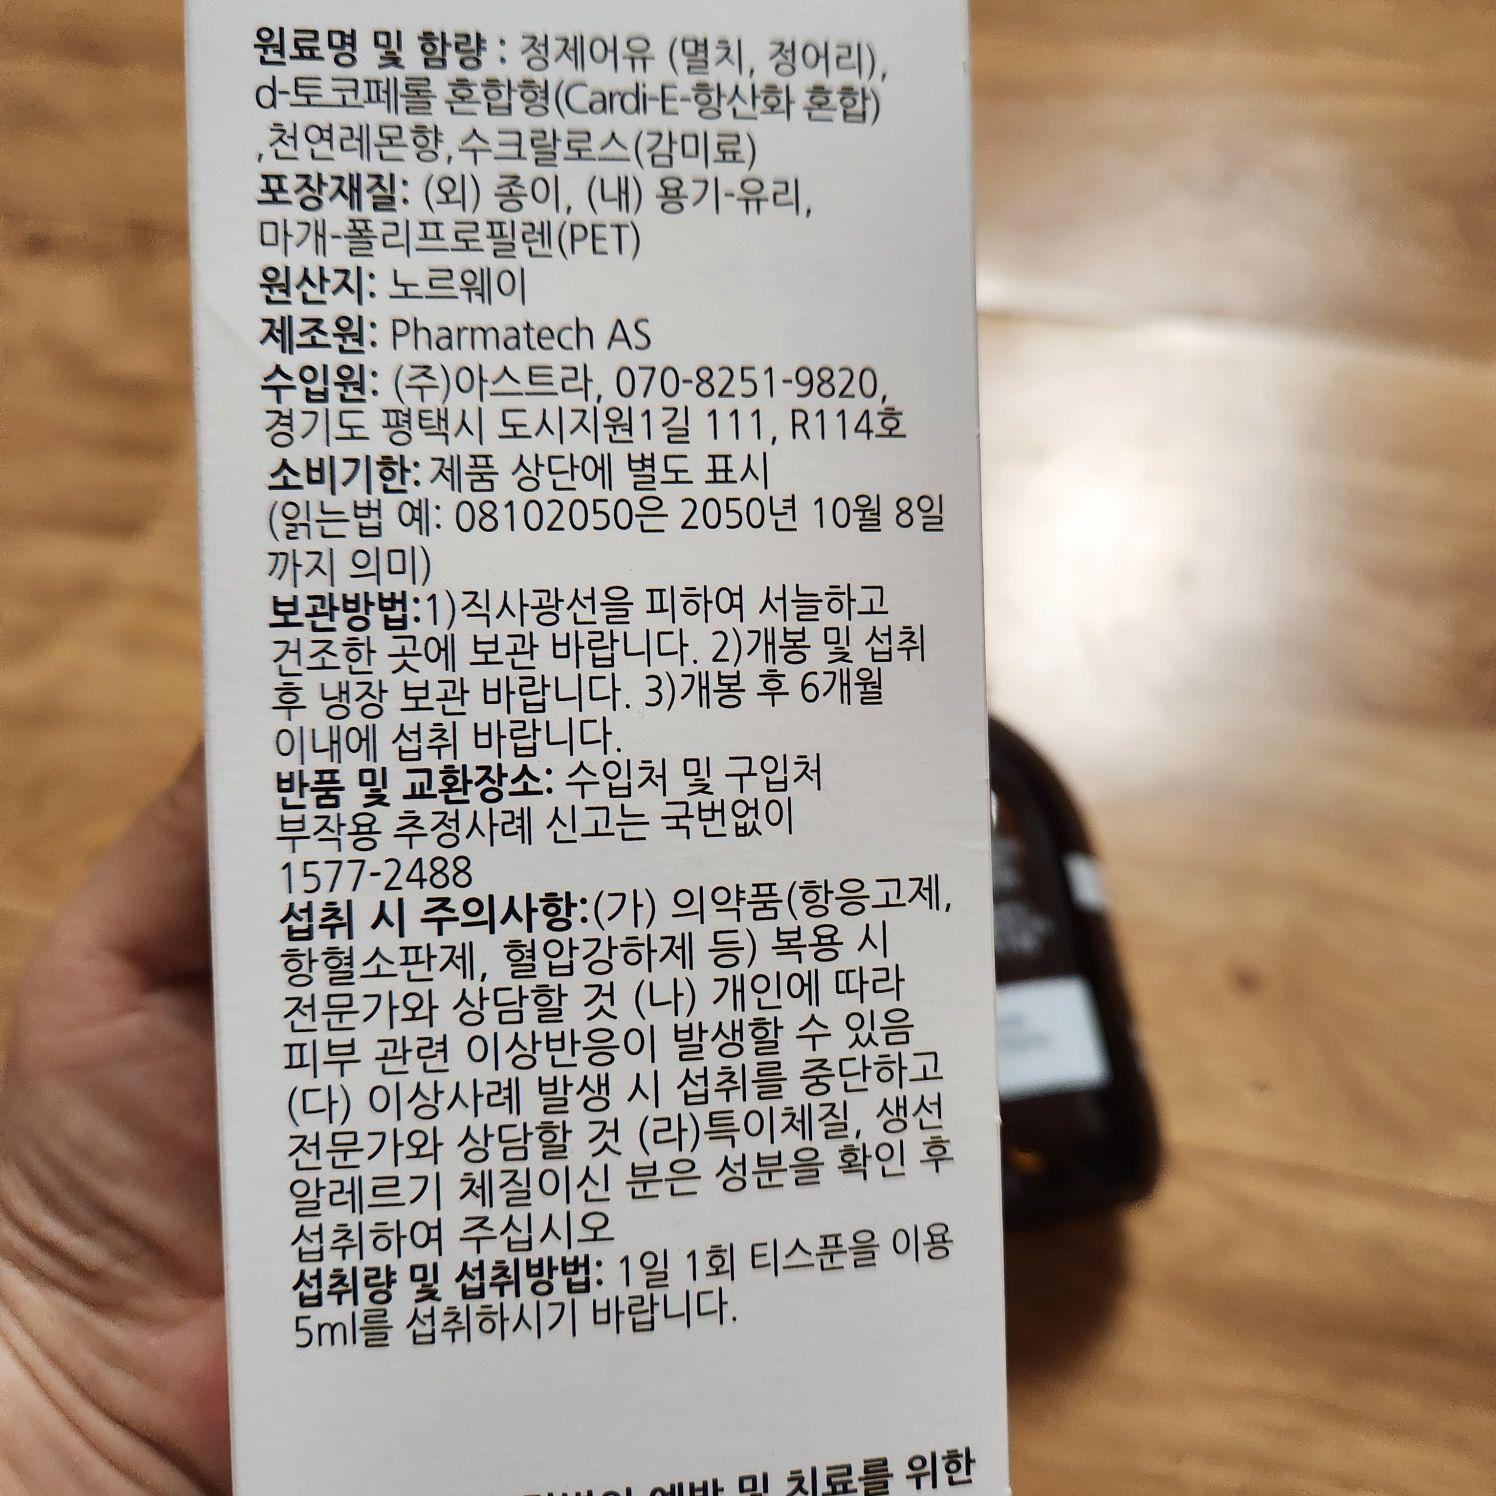 원료명 및 함량 : 정제어유 (멸치, 정어리),
d-토코페롤 혼합형(Cardi-E-항산화 혼합)
,천연레몬향,수크랄로스(감미료)
포장재질: (외) 종이, (내) 용기-유리,
마개-폴리프로필렌(PET)
원산지: 노르웨이
제조원: Pharmatech AS
수입원: (주)아스트라, 070-8251-9820,
경기도 평택시 도시지원1길 111, R114호
소비기한: 제품 상단에 별도 표시
(읽는법 예: 08102050은 2050년 10월 8일
까지 의미)
보관방법:1)직사광선을 피하여 서늘하고
건조한 곳에 보관 바랍니다. 2)개봉 및 섭취
후 냉장 보관 바랍니다. 3)개봉 후 6개월
이내에 섭취 바랍니다.
반품 및 교환장소: 수입처 및 구입처
부작용 추정사례 신고는 국번없이
1577-2488
섭취 시 주의사항:(가) 의약품(항응고제,
항혈소판제, 혈압강하제 등) 복용 시
전문가와 상담할 것 (나) 개인에 따라
피부 관련 이상반응이 발생할 수 있음
(다) 이상사례 발생 시 섭취를 중단하고
전문가와 상담할 것 (라)특이체질, 생선
알레르기 체질이신 분은 성분을 확인 후
섭취하여 주십시오
섭취량 및 섭취방법: 1일 1회 티스푼을 이용
5ml를 섭취하시기 바랍니다.
예방 및 치료를 위한